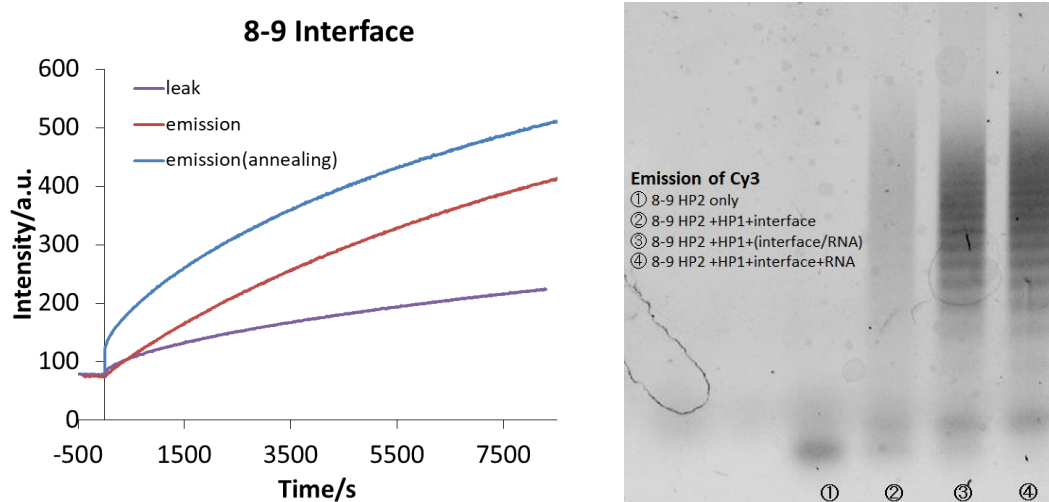 8-9 Interface
600
500
400
300
200
100
0
leak
emission
emission(annealing)
Intensity/a.u.
-500 1500 3500 5500 7500
Time/s
Emission of Cy3
① 8-9 HP2 only
② 8-9 HP2 +HP1+interface
③ 8-9 HP2 +HP1+(interface/RNA)
④ 8-9 HP2 +HP1+interface+RNA
① ② ③ ④